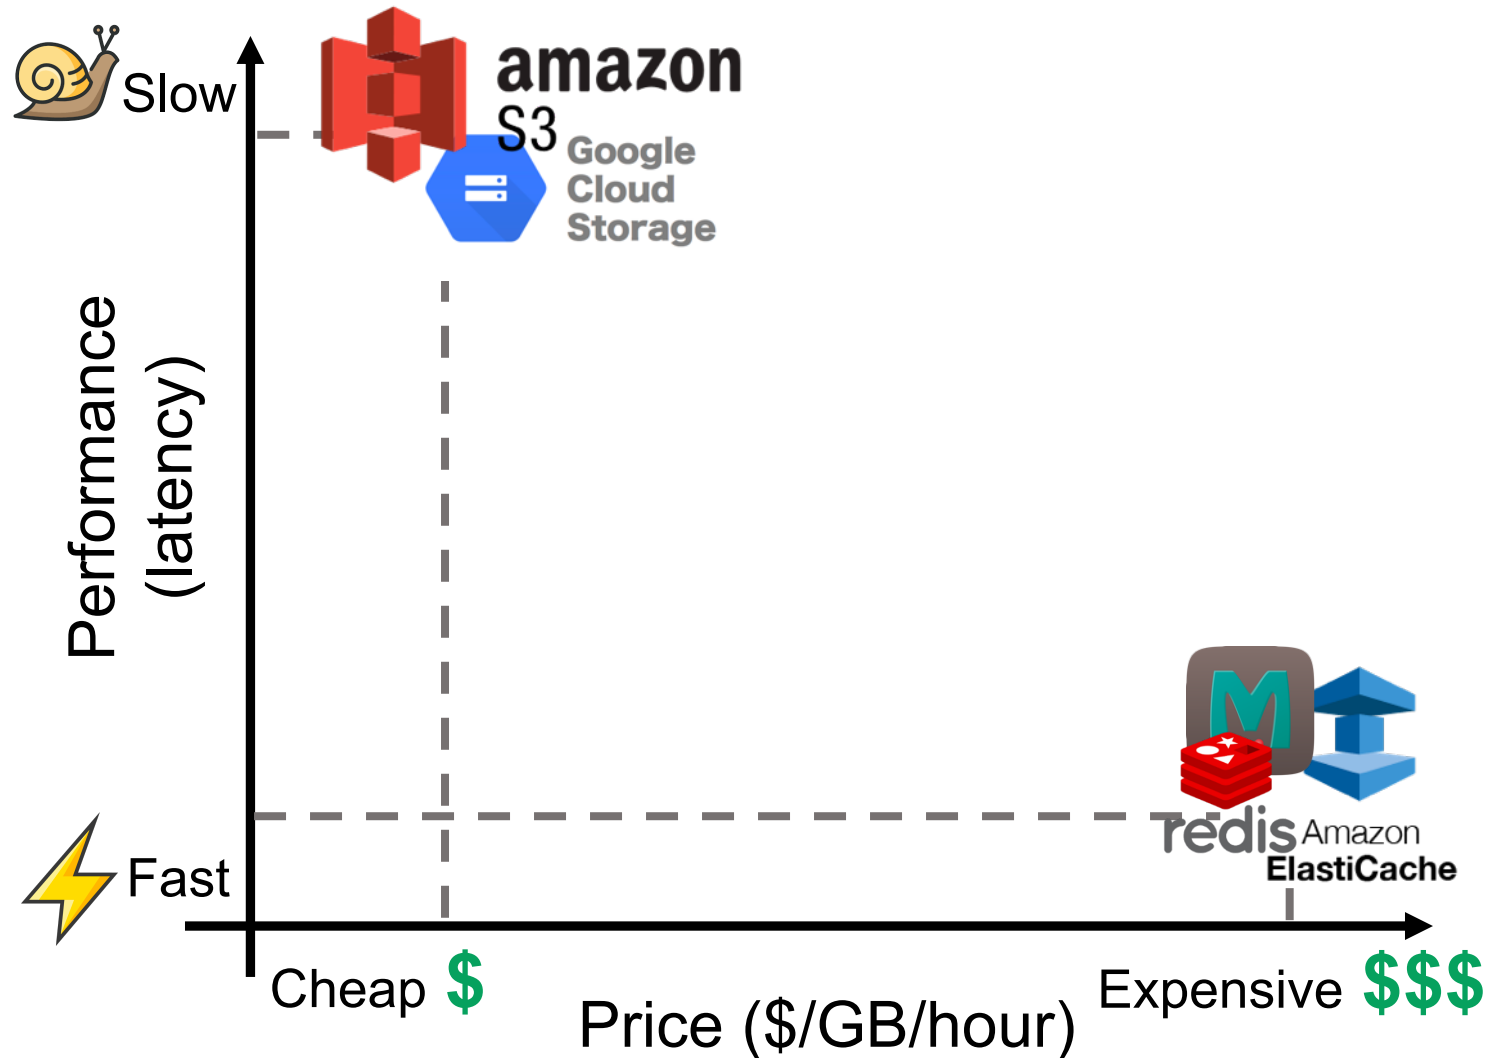 Slow
amazon
S3
Google
Cloud
Storage
Performance
(latency)
M
redis
Amazon
ElastiCache
Fast
Cheap $
Expensive $$$
Price ($/GB/hour)